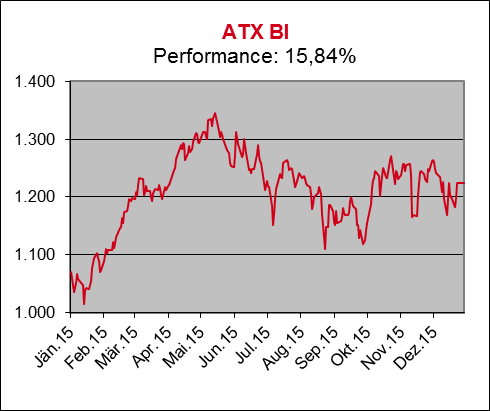 ATX BI
Performance: 15,84%
1.400
1.300
1.200
1.100
1.000
Jän.15
Feb.15
Mär.15
Apr.15
Mai.15
Jun.15
Jul.15
Aug.15
Sep.15
Okt.15
Nov.15
Dez.15